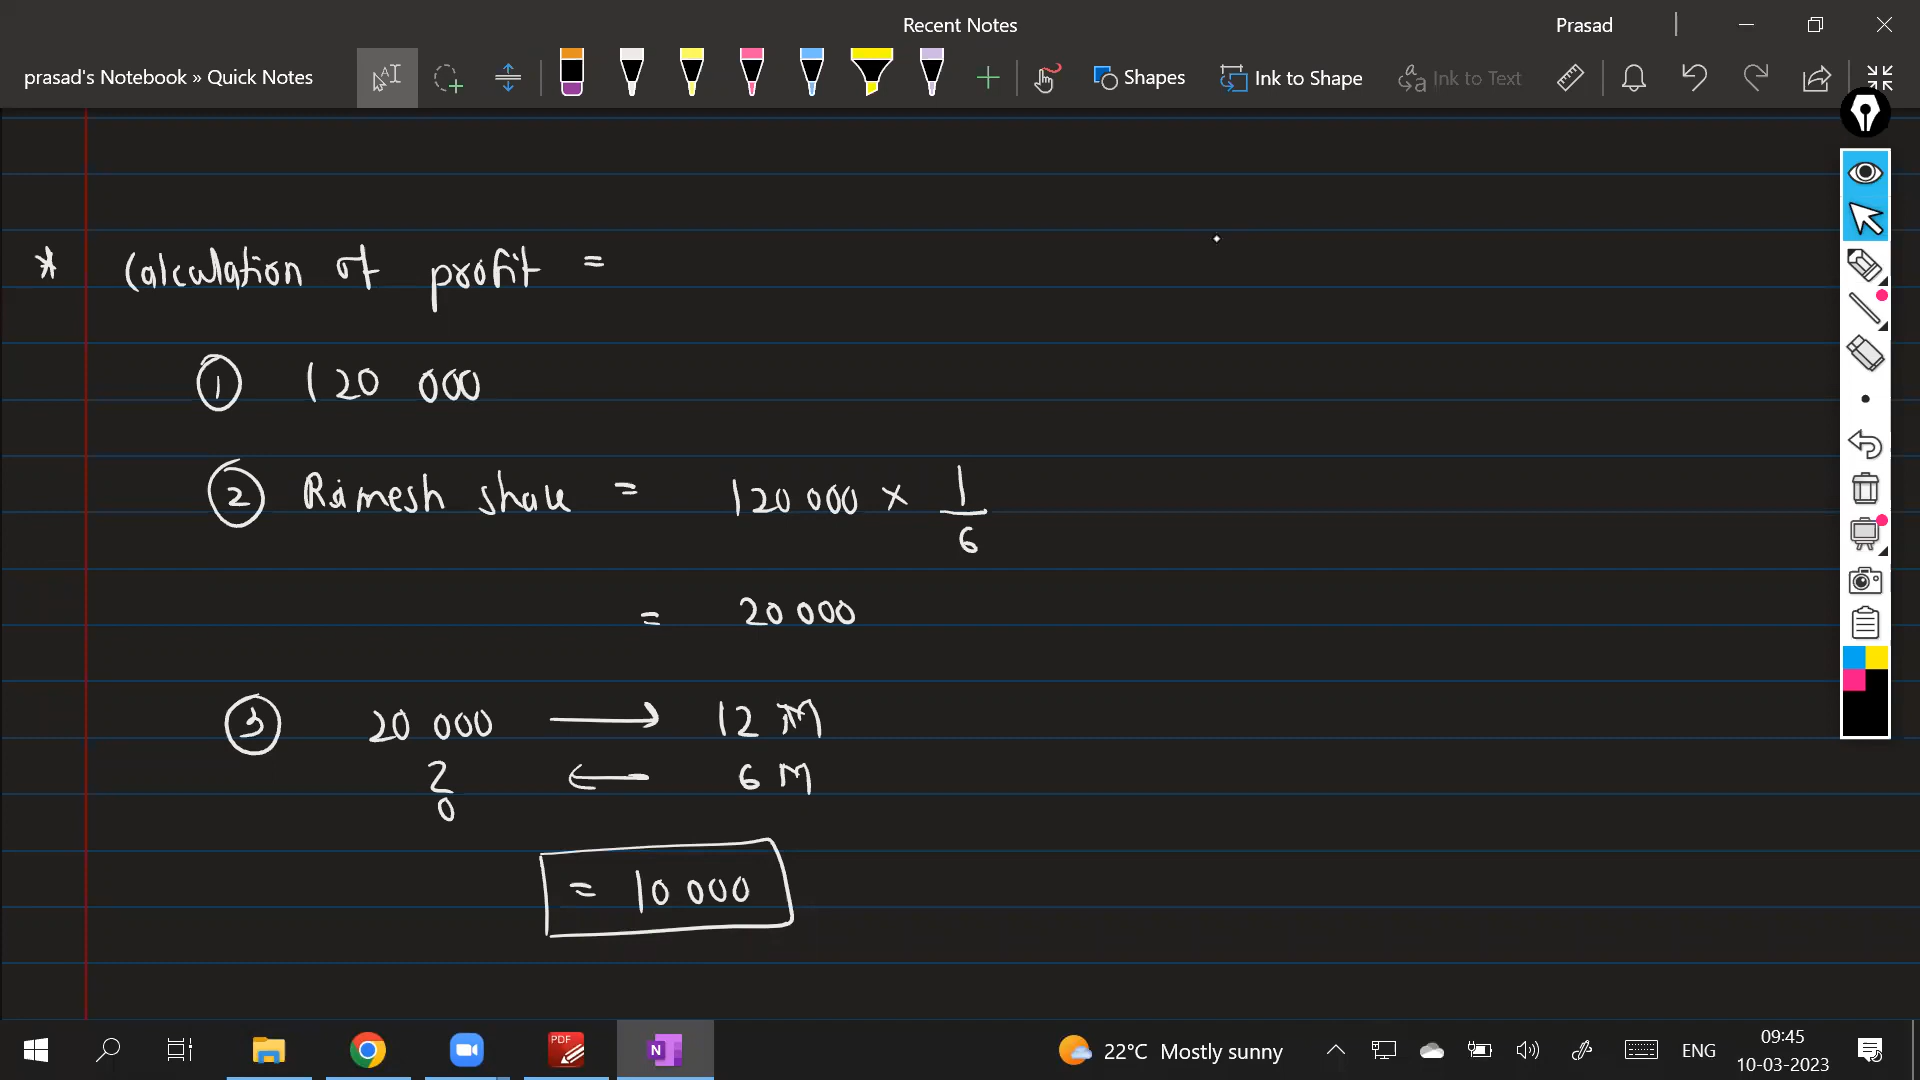 Recent Notes
Prasad
prasad's Notebook » Quick Notes
Shapes
Ink to Shape
Ink to Text
* Calculation of profit =
① 120 000
② Ramesh share = 120 000 × 1/6
= 20 000
③ 20 000 → 12 M
? ← 6 M
= 10 000
PDF
N
22°C Mostly sunny
ENG
09:45
10-03-2023